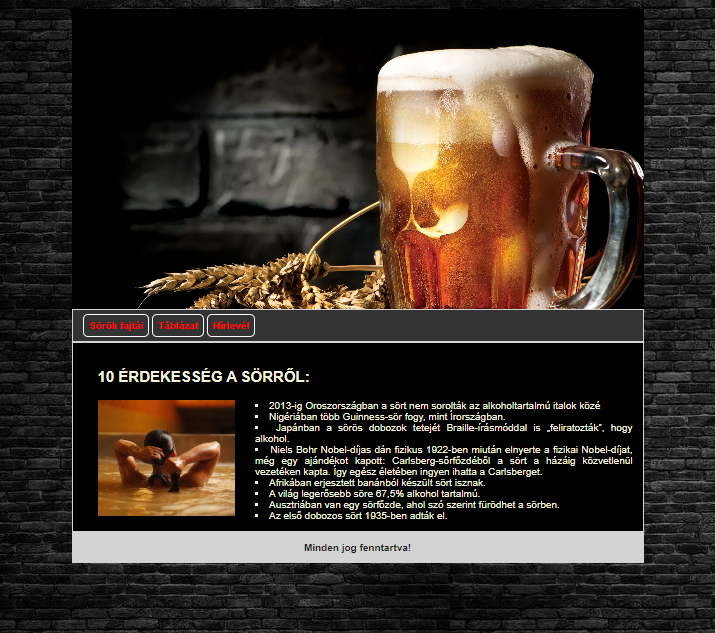 Sörök fajtái Táblázat Hírlevél
10 ÉRDEKESSÉG A SÖRRŐL:
2013-ig Oroszországban a sört nem sorolták az alkoholtartalmú italok közé
Nigériában több Guinness-sör fogy, mint Írországban.
Japánban a sörös dobozok tetejét Braille-írásmóddal is „feliratozták”, hogy
alkohol.
Niels Bohr Nobel-díjas dán fizikus 1922-ben miután elnyerte a fizikai Nobel-díjat,
még egy ajándékot kapott: Carlsberg-sörfőzdéből a sört a házáig közvetlenül
vezetéken kapta. Így egész életében ingyen ihatta a Carlsberget.
Afrikában erjesztett banánból készült sört isznak.
A világ legerősebb söre 67,5% alkohol tartalmú.
Ausztriában van egy sörfőzde, ahol szó szerint fürödhet a sörben.
Az első dobozos sört 1935-ben adták el.
Minden jog fenntartva!